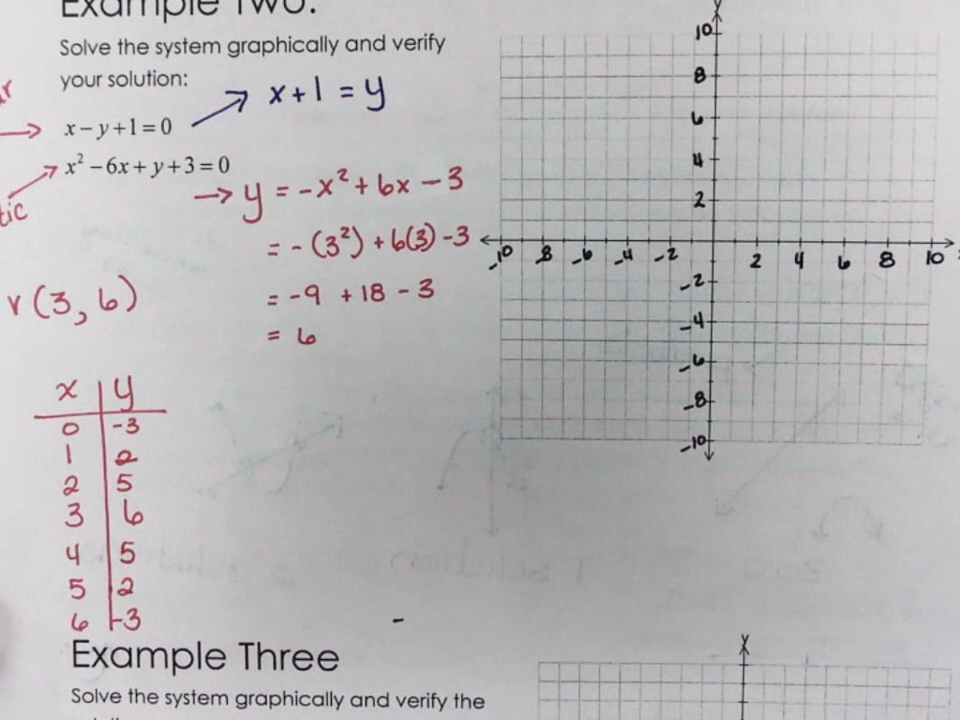 Example Two:
Solve the system graphically and verify
your solution:
x + 1 = y
x − y + 1 = 0
x² − 6x + y + 3 = 0
tic
y = -x² + 6x - 3
= - (3²) + 6(3) - 3
= -9 + 18 - 3
= 6
v(3, 6)
x y
0 -3
1 2
2 5
3 6
4 5
5 2
6 -3
y
10
8
6
4
2
-10 -8 -6 -4 -2 2 4 6 8 10
-2
-4
-6
-8
-10
Example Three
Solve the system graphically and verify the